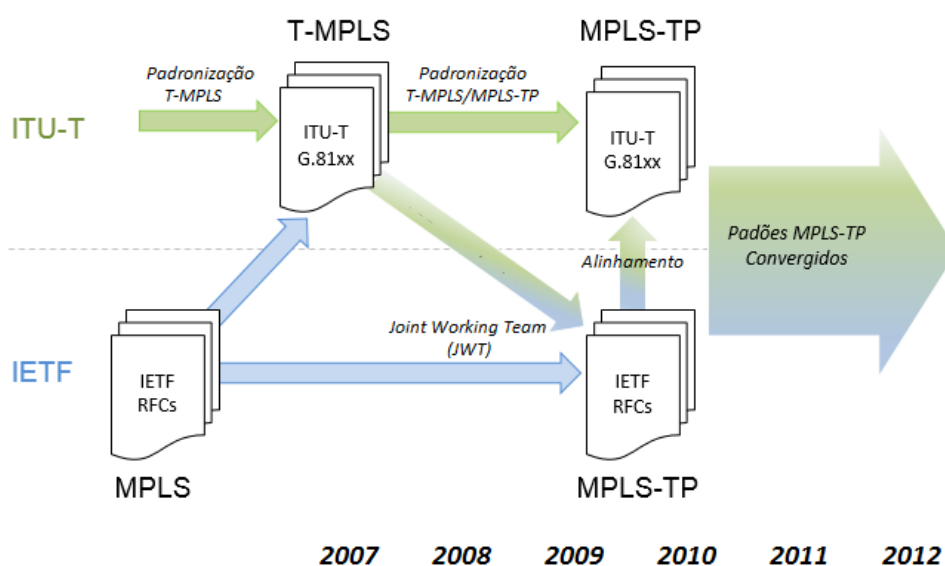 T-MPLS
MPLS-TP
Padronização
T-MPLS
Padronização
T-MPLS/MPLS-TP
ITU-T
ITU-T
G.81xx
ITU-T
G.81xx
Padões MPLS-TP
Convergidos
Alinhamento
Joint Working Team
(JWT)
IETF
IETF
RFCs
IETF
RFCs
MPLS
MPLS-TP
2007 2008 2009 2010 2011 2012